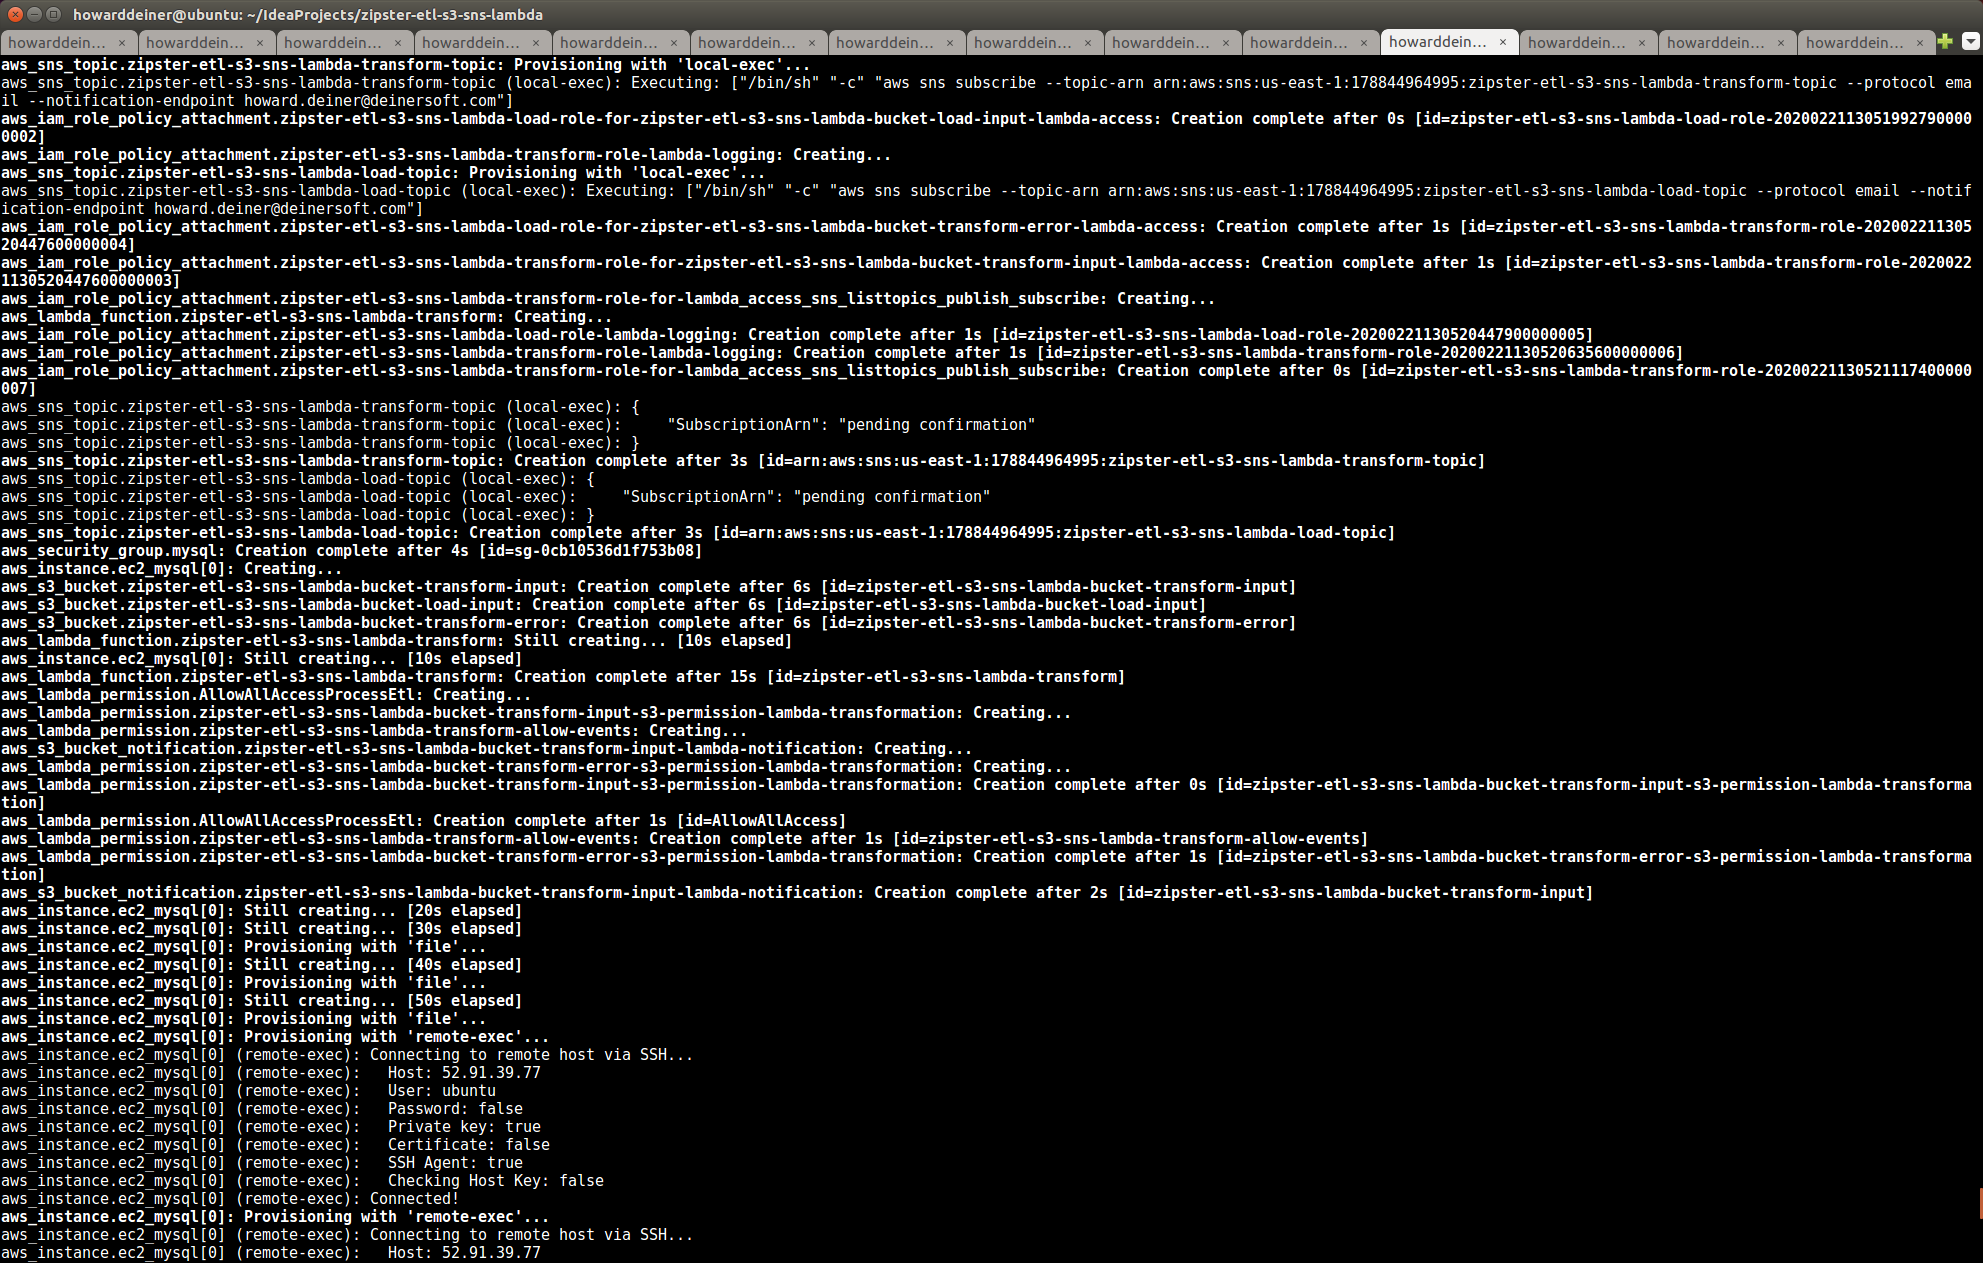 howarddeiner@ubuntu: ~/IdeaProjects/zipster-etl-s3-sns-lambda
howarddein... × howarddein... × howarddein... × howarddein... × howarddein... × howarddein... × howarddein... × howarddein... × howarddein... × howarddein... × howarddein... × howarddein... × howarddein... × howarddein... ×
aws_sns_topic.zipster-etl-s3-sns-lambda-transform-topic: Provisioning with 'local-exec'...
aws_sns_topic.zipster-etl-s3-sns-lambda-transform-topic (local-exec): Executing: ["/bin/sh" "-c" "aws sns subscribe --topic-arn arn:aws:sns:us-east-1:178844964995:zipster-etl-s3-sns-lambda-transform-topic --protocol ema
il --notification-endpoint howard.deiner@deinersoft.com"]
aws_iam_role_policy_attachment.zipster-etl-s3-sns-lambda-load-role-for-zipster-etl-s3-sns-lambda-bucket-load-input-lambda-access: Creation complete after 0s [id=zipster-etl-s3-sns-lambda-load-role-2020022113051992790000
0002]
aws_iam_role_policy_attachment.zipster-etl-s3-sns-lambda-transform-role-lambda-logging: Creating...
aws_sns_topic.zipster-etl-s3-sns-lambda-load-topic: Provisioning with 'local-exec'...
aws_sns_topic.zipster-etl-s3-sns-lambda-load-topic (local-exec): Executing: ["/bin/sh" "-c" "aws sns subscribe --topic-arn arn:aws:sns:us-east-1:178844964995:zipster-etl-s3-sns-lambda-load-topic --protocol email --notif
ication-endpoint howard.deiner@deinersoft.com"]
aws_iam_role_policy_attachment.zipster-etl-s3-sns-lambda-load-role-for-zipster-etl-s3-sns-lambda-bucket-transform-error-lambda-access: Creation complete after 1s [id=zipster-etl-s3-sns-lambda-transform-role-202002211305
20447600000004]
aws_iam_role_policy_attachment.zipster-etl-s3-sns-lambda-transform-role-for-zipster-etl-s3-sns-lambda-bucket-transform-input-lambda-access: Creation complete after 1s [id=zipster-etl-s3-sns-lambda-transform-role-2020022
1130520447600000003]
aws_iam_role_policy_attachment.zipster-etl-s3-sns-lambda-transform-role-for-lambda_access_sns_listtopics_publish_subscribe: Creating...
aws_lambda_function.zipster-etl-s3-sns-lambda-transform: Creating...
aws_iam_role_policy_attachment.zipster-etl-s3-sns-lambda-load-role-lambda-logging: Creation complete after 1s [id=zipster-etl-s3-sns-lambda-load-role-20200221130520447900000005]
aws_iam_role_policy_attachment.zipster-etl-s3-sns-lambda-transform-role-lambda-logging: Creation complete after 1s [id=zipster-etl-s3-sns-lambda-transform-role-20200221130520635600000006]
aws_iam_role_policy_attachment.zipster-etl-s3-sns-lambda-transform-role-for-lambda_access_sns_listtopics_publish_subscribe: Creation complete after 0s [id=zipster-etl-s3-sns-lambda-transform-role-20200221130521117400000
007]
aws_sns_topic.zipster-etl-s3-sns-lambda-transform-topic (local-exec): {
aws_sns_topic.zipster-etl-s3-sns-lambda-transform-topic (local-exec):     "SubscriptionArn": "pending confirmation"
aws_sns_topic.zipster-etl-s3-sns-lambda-transform-topic (local-exec): }
aws_sns_topic.zipster-etl-s3-sns-lambda-transform-topic: Creation complete after 3s [id=arn:aws:sns:us-east-1:178844964995:zipster-etl-s3-sns-lambda-transform-topic]
aws_sns_topic.zipster-etl-s3-sns-lambda-load-topic (local-exec): {
aws_sns_topic.zipster-etl-s3-sns-lambda-load-topic (local-exec):     "SubscriptionArn": "pending confirmation"
aws_sns_topic.zipster-etl-s3-sns-lambda-load-topic (local-exec): }
aws_sns_topic.zipster-etl-s3-sns-lambda-load-topic: Creation complete after 3s [id=arn:aws:sns:us-east-1:178844964995:zipster-etl-s3-sns-lambda-load-topic]
aws_security_group.mysql: Creation complete after 4s [id=sg-0cb10536d1f753b08]
aws_instance.ec2_mysql[0]: Creating...
aws_s3_bucket.zipster-etl-s3-sns-lambda-bucket-transform-input: Creation complete after 6s [id=zipster-etl-s3-sns-lambda-bucket-transform-input]
aws_s3_bucket.zipster-etl-s3-sns-lambda-bucket-load-input: Creation complete after 6s [id=zipster-etl-s3-sns-lambda-bucket-load-input]
aws_s3_bucket.zipster-etl-s3-sns-lambda-bucket-transform-error: Creation complete after 6s [id=zipster-etl-s3-sns-lambda-bucket-transform-error]
aws_lambda_function.zipster-etl-s3-sns-lambda-transform: Still creating... [10s elapsed]
aws_instance.ec2_mysql[0]: Still creating... [10s elapsed]
aws_lambda_function.zipster-etl-s3-sns-lambda-transform: Creation complete after 15s [id=zipster-etl-s3-sns-lambda-transform]
aws_lambda_permission.AllowAllAccessProcessEtl: Creating...
aws_lambda_permission.zipster-etl-s3-sns-lambda-bucket-transform-input-s3-permission-lambda-transformation: Creating...
aws_lambda_permission.zipster-etl-s3-sns-lambda-transform-allow-events: Creating...
aws_s3_bucket_notification.zipster-etl-s3-sns-lambda-bucket-transform-input-lambda-notification: Creating...
aws_lambda_permission.zipster-etl-s3-sns-lambda-bucket-transform-error-s3-permission-lambda-transformation: Creating...
aws_lambda_permission.zipster-etl-s3-sns-lambda-bucket-transform-input-s3-permission-lambda-transformation: Creation complete after 0s [id=zipster-etl-s3-sns-lambda-bucket-transform-input-s3-permission-lambda-transforma
tion]
aws_lambda_permission.AllowAllAccessProcessEtl: Creation complete after 1s [id=AllowAllAccess]
aws_lambda_permission.zipster-etl-s3-sns-lambda-transform-allow-events: Creation complete after 1s [id=zipster-etl-s3-sns-lambda-transform-allow-events]
aws_lambda_permission.zipster-etl-s3-sns-lambda-bucket-transform-error-s3-permission-lambda-transformation: Creation complete after 1s [id=zipster-etl-s3-sns-lambda-bucket-transform-error-s3-permission-lambda-transforma
tion]
aws_s3_bucket_notification.zipster-etl-s3-sns-lambda-bucket-transform-input-lambda-notification: Creation complete after 2s [id=zipster-etl-s3-sns-lambda-bucket-transform-input]
aws_instance.ec2_mysql[0]: Still creating... [20s elapsed]
aws_instance.ec2_mysql[0]: Still creating... [30s elapsed]
aws_instance.ec2_mysql[0]: Provisioning with 'file'...
aws_instance.ec2_mysql[0]: Still creating... [40s elapsed]
aws_instance.ec2_mysql[0]: Provisioning with 'file'...
aws_instance.ec2_mysql[0]: Still creating... [50s elapsed]
aws_instance.ec2_mysql[0]: Provisioning with 'file'...
aws_instance.ec2_mysql[0]: Provisioning with 'remote-exec'...
aws_instance.ec2_mysql[0] (remote-exec): Connecting to remote host via SSH...
aws_instance.ec2_mysql[0] (remote-exec):   Host: 52.91.39.77
aws_instance.ec2_mysql[0] (remote-exec):   User: ubuntu
aws_instance.ec2_mysql[0] (remote-exec):   Password: false
aws_instance.ec2_mysql[0] (remote-exec):   Private key: true
aws_instance.ec2_mysql[0] (remote-exec):   Certificate: false
aws_instance.ec2_mysql[0] (remote-exec):   SSH Agent: true
aws_instance.ec2_mysql[0] (remote-exec):   Checking Host Key: false
aws_instance.ec2_mysql[0] (remote-exec): Connected!
aws_instance.ec2_mysql[0]: Provisioning with 'remote-exec'...
aws_instance.ec2_mysql[0] (remote-exec): Connecting to remote host via SSH...
aws_instance.ec2_mysql[0] (remote-exec):   Host: 52.91.39.77